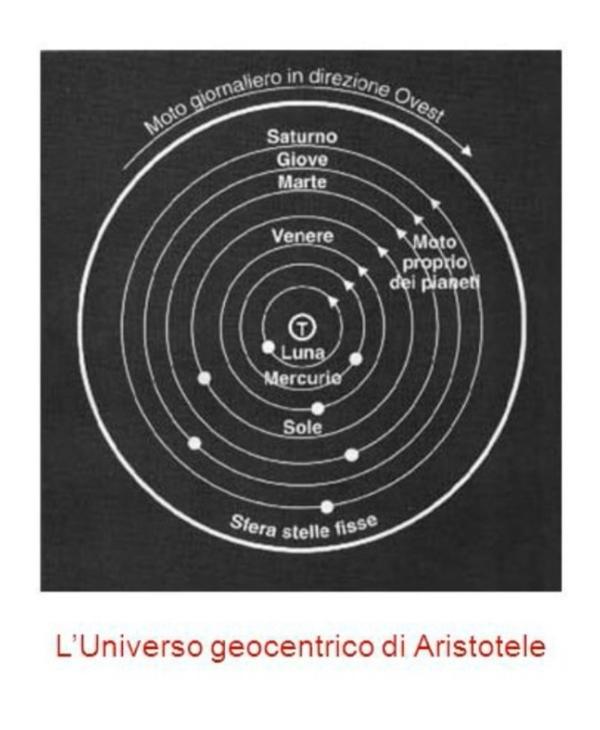 Moto giornaliero in direzione Ovest
Saturno
Giove
Marte
Venere
Moto
proprio
dei pianeti
T
Luna
Mercurio
Sole
Sfera stelle fisse
L’Universo geocentrico di Aristotele